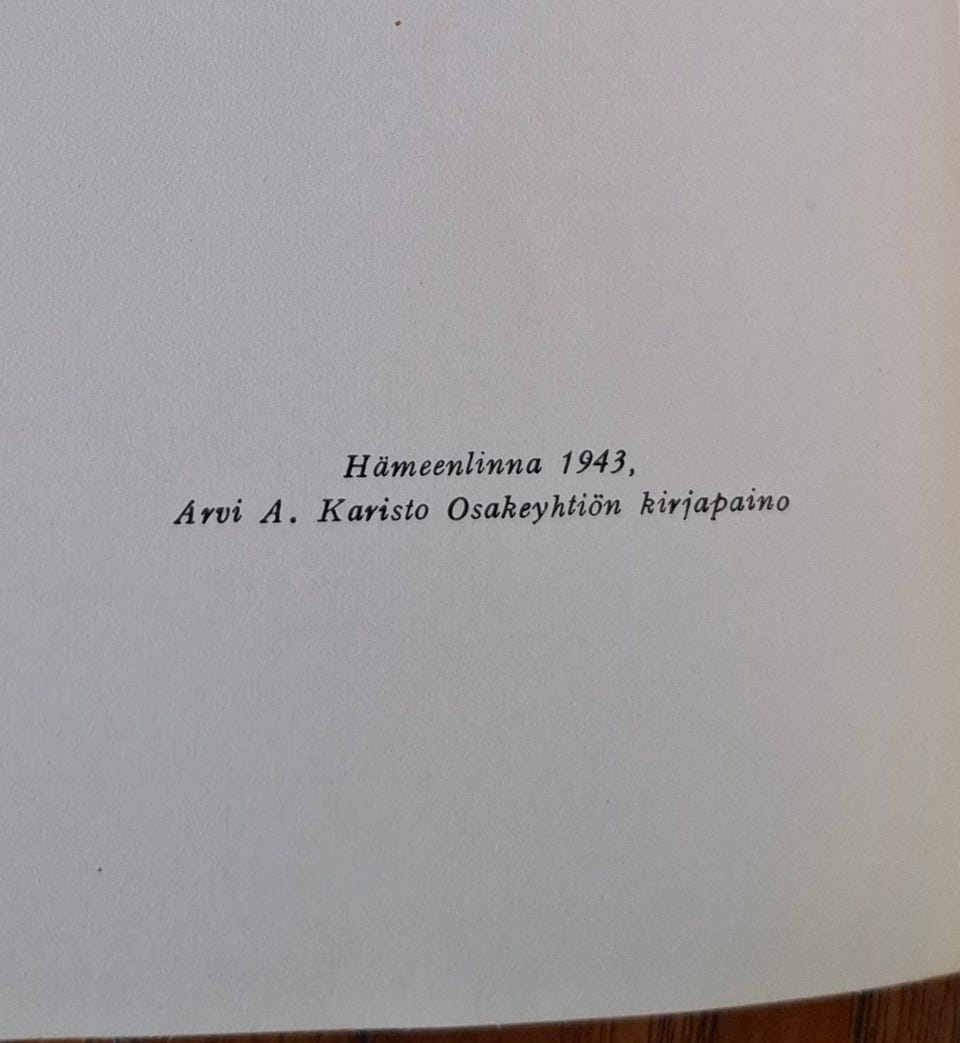 Hämeenlinna 1943,
Arvi A. Karisto Osakeyhtiön kirjapaino